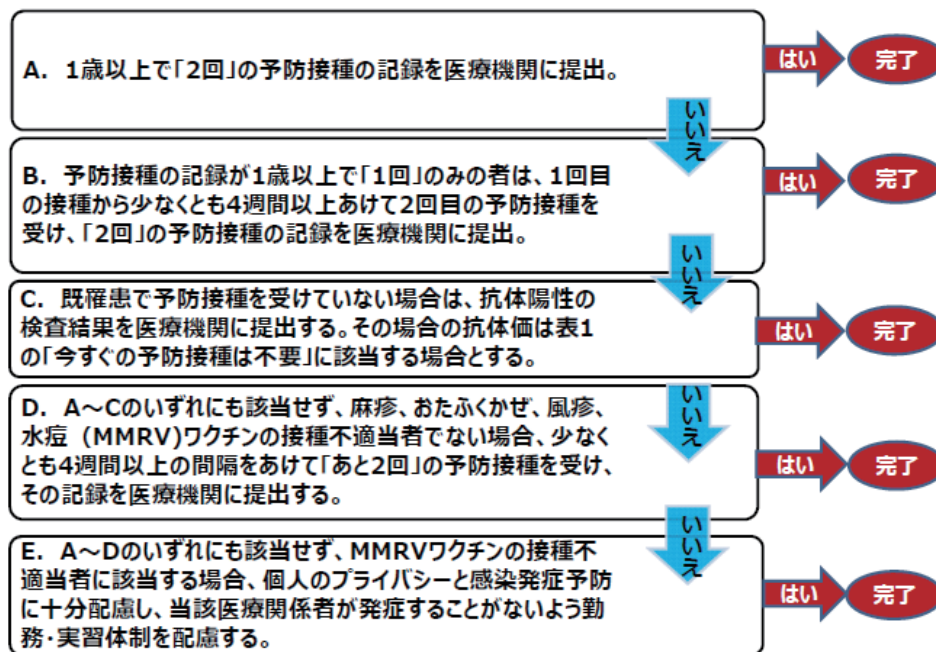 A. 1歳以上で「2回」の予防接種の記録を医療機関に提出。
はい
完了
いいえ
B. 予防接種の記録が1歳以上で「1回」のみの者は、1回目
の接種から少なくとも4週間以上あけて2回目の予防接種を
受け、「2回」の予防接種の記録を医療機関に提出。
はい
完了
いいえ
C. 既罹患で予防接種を受けていない場合は、抗体陽性の
検査結果を医療機関に提出する。その場合の抗体価は表1
の「今すぐの予防接種は不要」に該当する場合とする。
はい
完了
いいえ
D. A～Cのいずれにも該当せず、麻疹、おたふくかぜ、風疹、
水痘 (MMRV)ワクチンの接種不適当者でない場合、少なく
とも4週間以上の間隔をあけて「あと2回」の予防接種を受け、
その記録を医療機関に提出する。
はい
完了
いいえ
E. A～Dのいずれにも該当せず、MMRVワクチンの接種不
適当者に該当する場合、個人のプライバシーと感染発症予防
に十分配慮し、当該医療関係者が発症することがないよう勤
務・実習体制を配慮する。
はい
完了